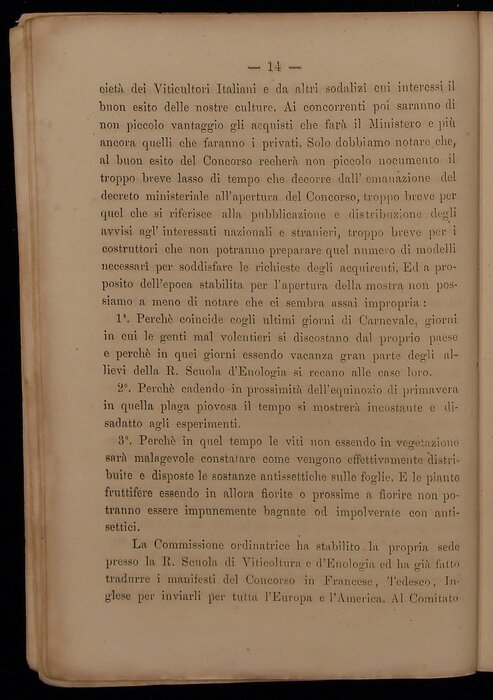 — 14 —
cietà dei Viticultori Italiani e da altri sodalizî cui interessi il
buon esito delle nostre culture. Ai concorrenti poi saranno di
non piccolo vantaggio gli acquisti che farà il Ministero e più
ancora quelli che faranno i privati. Solo dobbiamo notare che,
al buon esito del Concorso recherà non piccolo nocumento il
troppo breve lasso di tempo che decorre dall' emanazione del
decreto ministeriale all'apertura del Concorso, troppo breve per
quel che si riferisce alla pubblicazione e distribuzione degli
avvisi agl' interessati nazionali e stranieri, troppo breve per i
costruttori che non potranno preparare quel numero di modelli
necessarî per soddisfare le richieste degli acquirenti. Ed a pro-
posito dell'epoca stabilita per l'apertura della mostra non pos-
siamo a meno di notare che ci sembra assai impropria :
1°. Perchè coincide cogli ultimi giorni di Carnevale, giorni
in cui le genti mal volentieri si discostano dal proprio paese
e perchè in quei giorni essendo vacanza gran parte degli al-
lievi della R. Scuola d'Enologia si recano alle case loro.
2°. Perchè cadendo in prossimità dell'equinozio di primavera
in quella plaga piovosa il tempo si mostrerà incostante e di-
sadatto agli esperimenti.
3°. Perchè in quel tempo le viti non essendo in vegetazione
sarà malagevole constatare come vengono effettivamente distri-
buite e disposte le sostanze antissettiche sulle foglie. E le piante
fruttifere essendo in allora fiorite o prossime a fiorire non po-
tranno essere impunemente bagnate od impolverate con anti-
settici.
La Commissione ordinatrice ha stabilito la propria sede
presso la R. Scuola di Viticoltura e d'Enologia ed ha già fatto
tradurre i manifesti del Concorso in Francese, Tedesco, In-
glese per inviarli per tutta l'Europa e l'America. Al Comitato